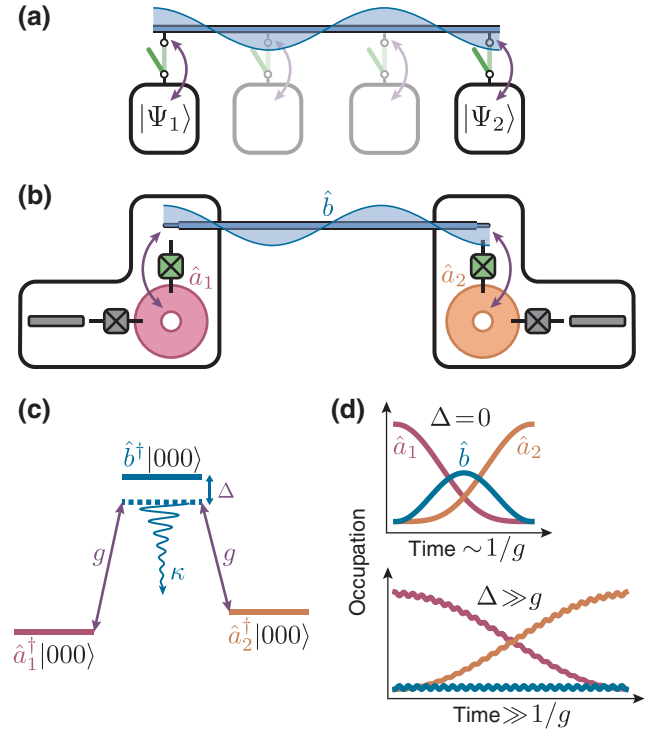 (a)
|Ψ₁⟩
|Ψ₂⟩
(b)
b̂
â₁
â₂
(c)
b̂†|000⟩
Δ
g
g
κ
â₁†|000⟩
â₂†|000⟩
(d)
Δ=0
â₁
b̂
â₂
Time ~ 1/g
Occupation
Δ≫g
Time≫1/g